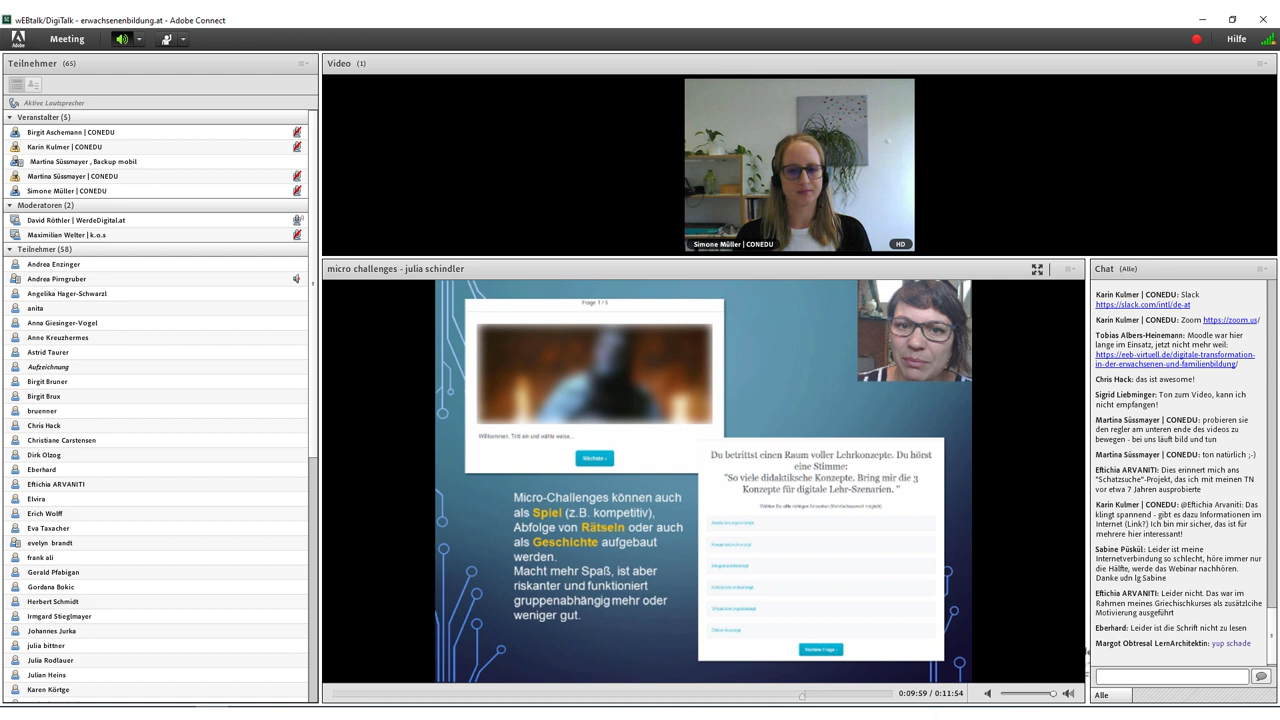 wEBtalk/DigiTalk - erwachsenenbildung.at - Adobe Connect
Adobe
Meeting
Hilfe
Teilnehmer (65)
Aktive Lautsprecher
Veranstalter (5)
Birgit Aschemann | CONEDU
Karin Kulmer | CONEDU
Martina Süssmayer , Backup mobil
Martina Süssmayer | CONEDU
Simone Müller | CONEDU
Moderatoren (2)
David Röthler | WerdeDigital.at
Maximilian Welter | k.o.s
Teilnehmer (58)
Andrea Enzinger
Andrea Pirngruber
Angelika Hager-Schwarzl
anita
Anna Giesinger-Vogel
Anne Kreuzhermes
Astrid Taurer
Aufzeichnung
Birgit Bruner
Birgit Brux
bruenner
Chris Hack
Christiane Carstensen
Dirk Olzog
Eberhard
Eftichia ARVANITI
Elvira
Erich Wolff
Eva Taxacher
evelyn brandt
frank ali
Gerald Pfabigan
Gordana Bokic
Herbert Schmidt
Irmgard Stieglmayer
Johannes Jurka
julia bittner
Julia Rodlauer
Julian Heins
Karen Körtge
Video (1)
Simone Müller | CONEDU
HD
micro challenges - julia schindler
Frage 1 / 5
Willkommen. Tritt ein und wähle weise...
Nächste ›
Micro-Challenges können auch
als Spiel (z.B. kompetitiv),
Abfolge von Rätseln oder auch
als Geschichte aufgebaut
werden.
Macht mehr Spaß, ist aber
riskanter und funktioniert
gruppenabhängig mehr oder
weniger gut.
Du betrittst einen Raum voller Lehrkonzepte. Du hörst
eine Stimme:
"So viele didaktiksche Konzepte. Bring mir die 3
Konzepte für digitale Lehr-Szenarien. "
Wählen Sie alle richtigen Antworten (Mehrfachauswahl möglich).
Nächste Frage ›
0:09:59 / 0:11:54
Chat (Alle)
Karin Kulmer | CONEDU: Slack
https://slack.com/intl/de-at
Karin Kulmer | CONEDU: Zoom https://zoom.us/
Tobias Albers-Heinemann: Moodle war hier
lange im Einsatz, jetzt nicht mehr weil:
https://eeb-virtuell.de/digitale-transformation-
in-der-erwachsenen-und-familienbildung/
Chris Hack: das ist awesome!
Sigrid Liebminger: Ton zum Video, kann ich
nicht empfangen!
Martina Süssmayer | CONEDU: probieren sie
den regler am unteren ende des videos zu
bewegen - bei uns läuft bild und tun
Martina Süssmayer | CONEDU: ton natürlich ;-)
Eftichia ARVANITI: Dies erinnert mich ans
"Schatzsuche"-Projekt, das ich mit meinen TN
vor etwa 7 Jahren ausprobierte
Karin Kulmer | CONEDU: @Eftichia Arvaniti: Das
klingt spannend - gibt es dazu Informationen im
Internet (Link?) Ich bin mir sicher, das ist für
mehrere hier interessant!
Sabine Püskül: Leider ist meine
Internetverbindung so schlecht, höre immer nur
die Hälfte, werde das Webinar nachhören.
Danke udn lg Sabine
Eftichia ARVANITI: Leider nicht. Das war im
Rahmen meines Griechischkurses als zusätzlche
Motivierung ausgeführt
Eberhard: Leider ist die Schrift nicht zu lesen
Margot Obtresal LernArchitektin: yup schade
Alle